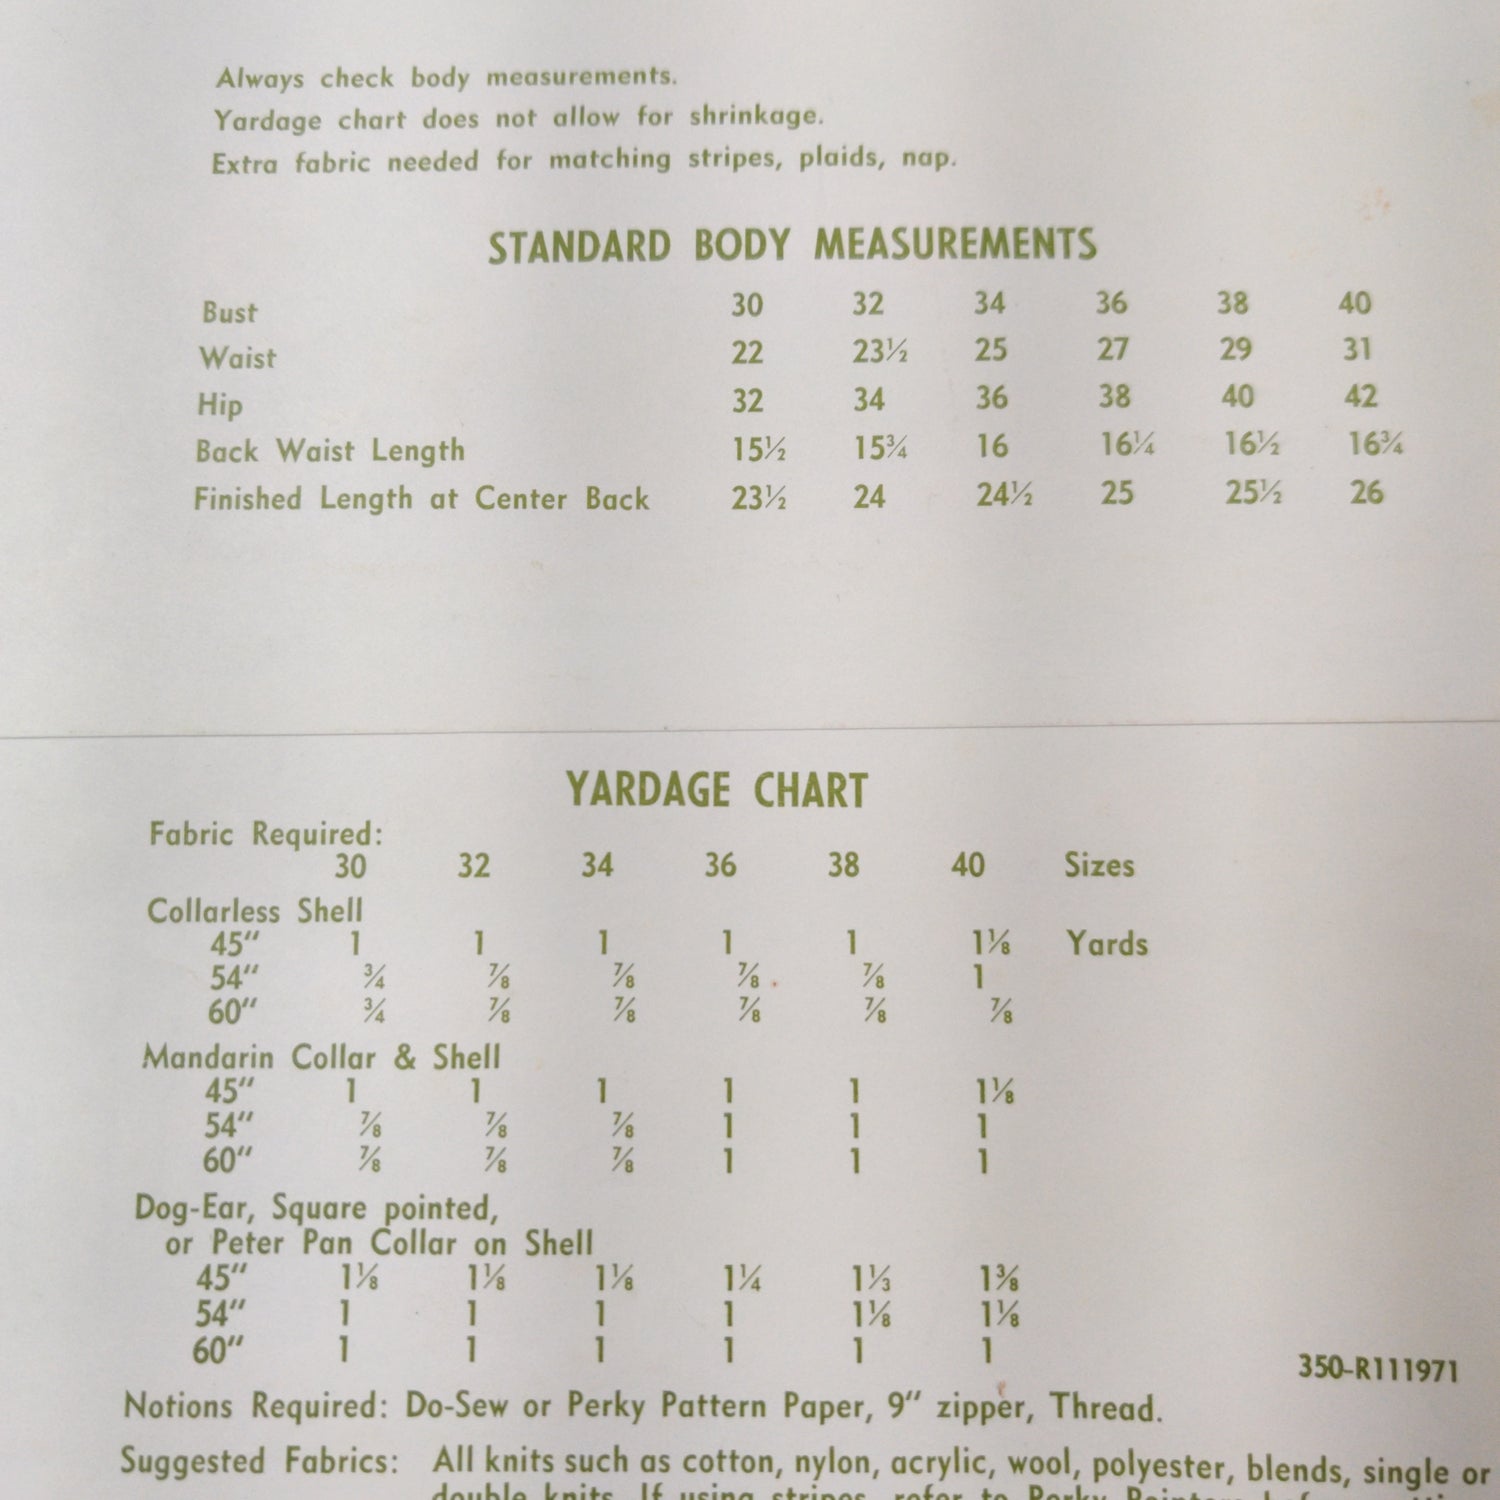 Always check body measurements.
Yardage chart does not allow for shrinkage.
Extra fabric needed for matching stripes, plaids, nap.
STANDARD BODY MEASUREMENTS
Bust 30 32 34 36 38 40
Waist 22 23½ 25 27 29 31
Hip 32 34 36 38 40 42
Back Waist Length 15½ 15¾ 16 16¼ 16½ 16¾
Finished Length at Center Back 23½ 24 24½ 25 25½ 26
YARDAGE CHART
Fabric Required:
30 32 34 36 38 40 Sizes
Collarless Shell
45″ 1 1 1 1 1 1⅛ Yards
54″ ¾ ⅞ ⅞ ⅞ ⅞ 1
60″ ¾ ⅞ ⅞ ⅞ ⅞ ⅞
Mandarin Collar & Shell
45″ 1 1 1 1 1 1⅛
54″ ⅞ ⅞ ⅞ 1 1 1
60″ ⅞ ⅞ ⅞ 1 1 1
Dog-Ear, Square pointed,
or Peter Pan Collar on Shell
45″ 1⅛ 1⅛ 1⅛ 1¼ 1⅓ 1⅜
54″ 1 1 1 1 1⅛ 1⅛
60″ 1 1 1 1 1 1
350-R111971
Notions Required: Do-Sew or Perky Pattern Paper, 9″ zipper, Thread.
Suggested Fabrics: All knits such as cotton, nylon, acrylic, wool, polyester, blends, single or
double knits. If using stripes, refer to Perky